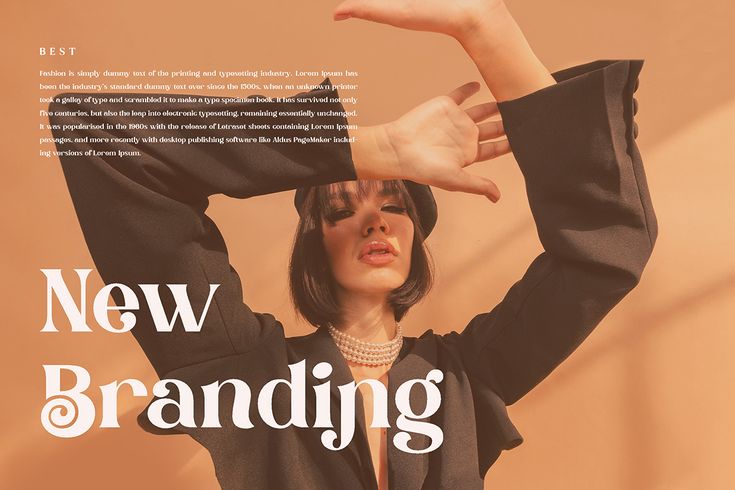 BEST
Fashion is simply dummy text of the printing and typesetting industry. Lorem Ipsum has
been the industry's standard dummy text ever since the 1500s, when an unknown printer
took a galley of type and scrambled it to make a type specimen book. It has survived not only
five centuries, but also the leap into electronic typesetting, remaining essentially unchanged.
It was popularised in the 1960s with the release of Letraset sheets containing Lorem Ipsum
passages, and more recently with desktop publishing software like Aldus PageMaker includ-
ing versions of Lorem Ipsum.
New
Branding